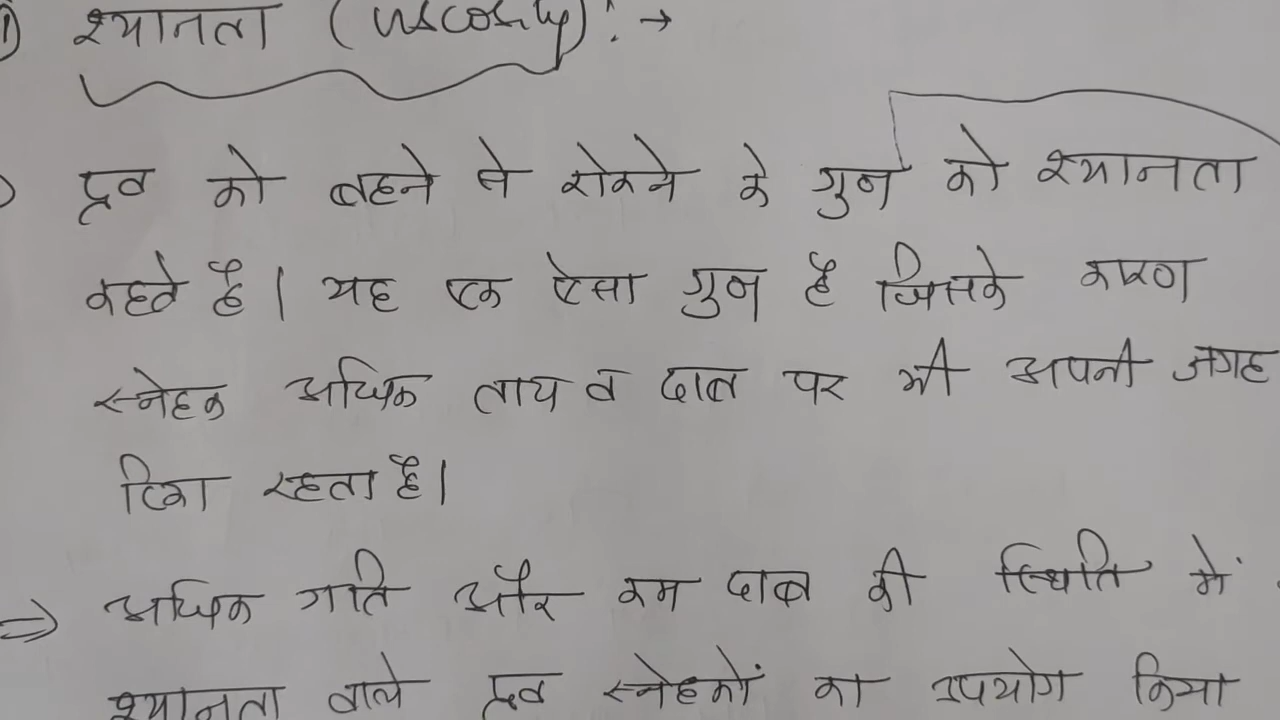 ① श्यानता (Viscosity) :→
द्रव को बहने से रोकने के गुण को श्यानता
कहते है। यह एक ऐसा गुण है जिसके कारण
स्नेहक अधिक ताप व दाब पर भी अपनी जगह
टिका रहता है।
⇒ अधिक गति और कम दाब की स्थिति में
श्यानता वाले द्रव स्नेहकों का उपयोग किया